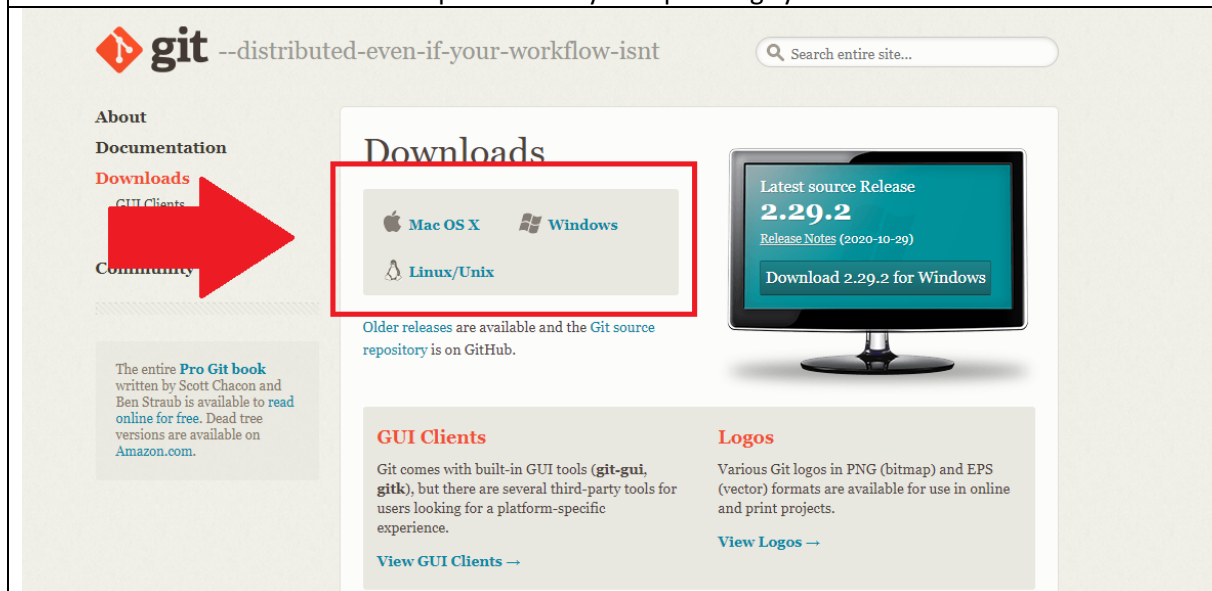 git --distributed-even-if-your-workflow-isnt
Search entire site...
About
Documentation
Downloads
GUI Clients
Community
The entire Pro Git book
written by Scott Chacon and
Ben Straub is available to read
online for free. Dead tree
versions are available on
Amazon.com.
Downloads
Mac OS X
Windows
Linux/Unix
Older releases are available and the Git source
repository is on GitHub.
Latest source Release
2.29.2
Release Notes (2020-10-29)
Download 2.29.2 for Windows
GUI Clients
Git comes with built-in GUI tools (git-gui,
gitk), but there are several third-party tools for
users looking for a platform-specific
experience.
View GUI Clients →
Logos
Various Git logos in PNG (bitmap) and EPS
(vector) formats are available for use in online
and print projects.
View Logos →